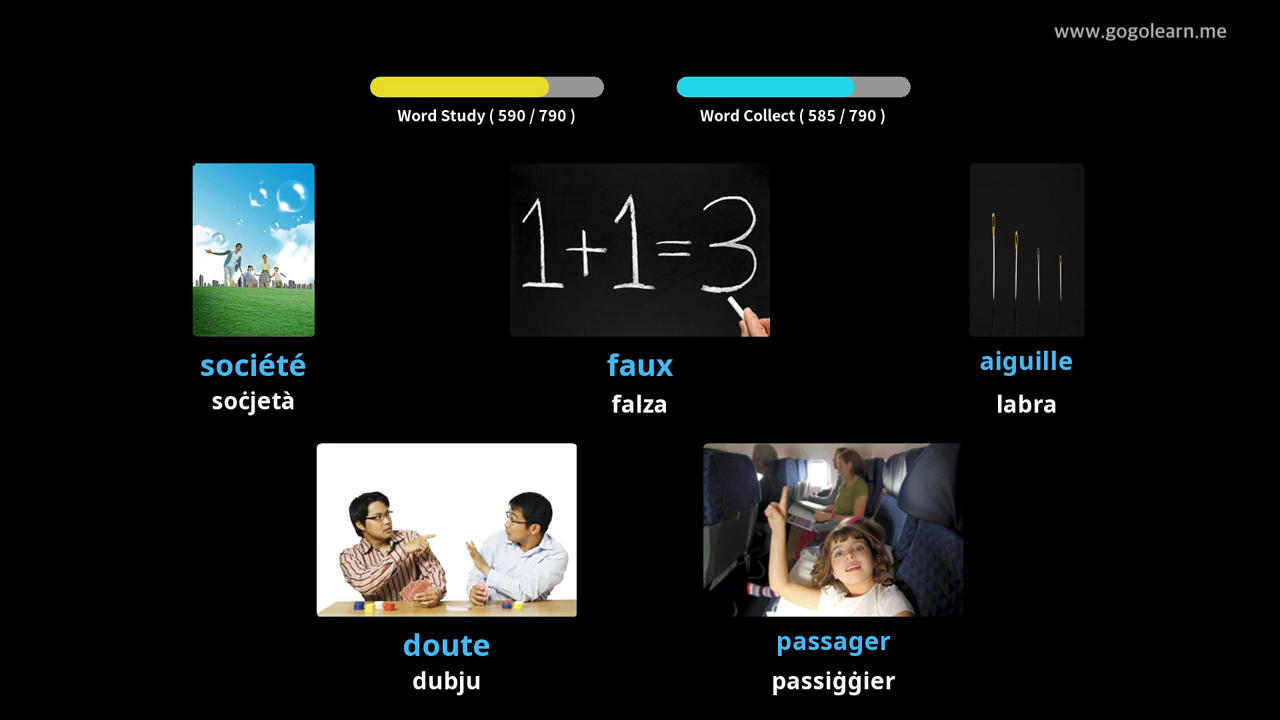 www.gogolearn.me
Word Study ( 590 / 790 )
Word Collect ( 585 / 790 )
1+1=3
société
soċjetà
faux
falza
aiguille
labra
doute
dubju
passager
passiġġier